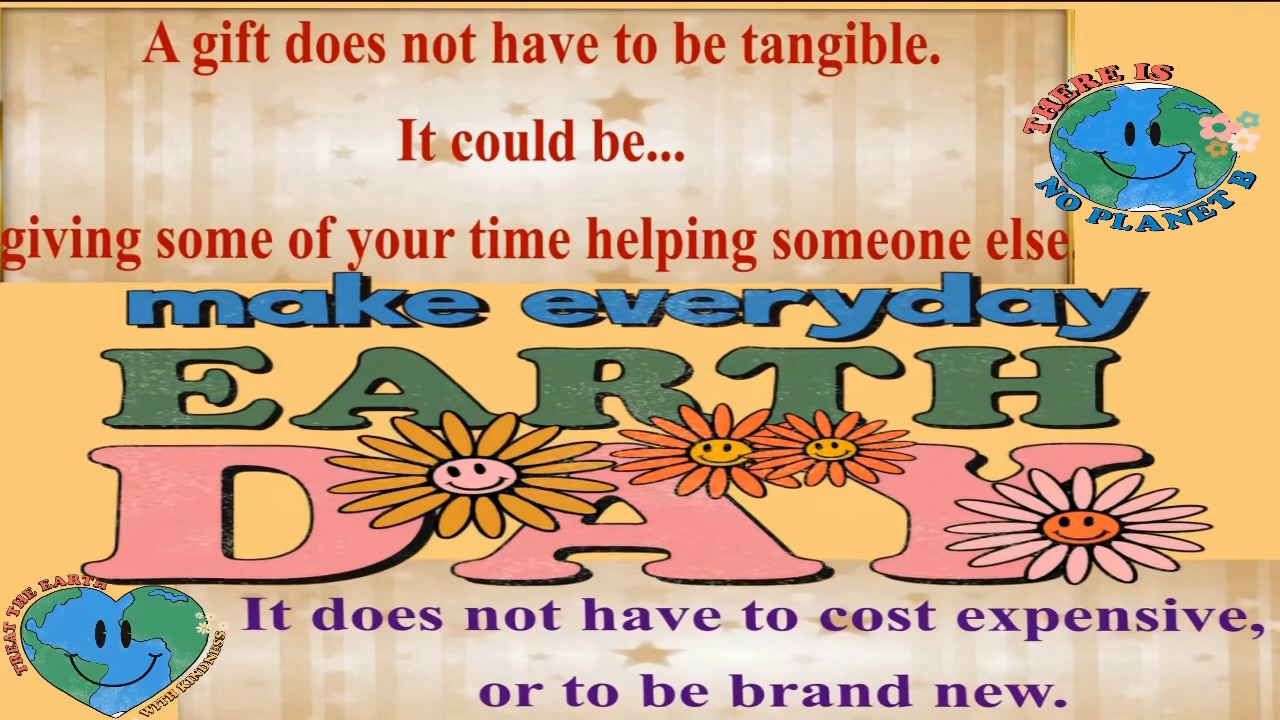 A gift does not have to be tangible.
It could be...
giving some of your time helping someone else.
THERE IS
NO PLANET B
make everyday
EARTH
DAY
TREAT THE EARTH
WITH KINDNESS
It does not have to cost expensive,
or to be brand new.